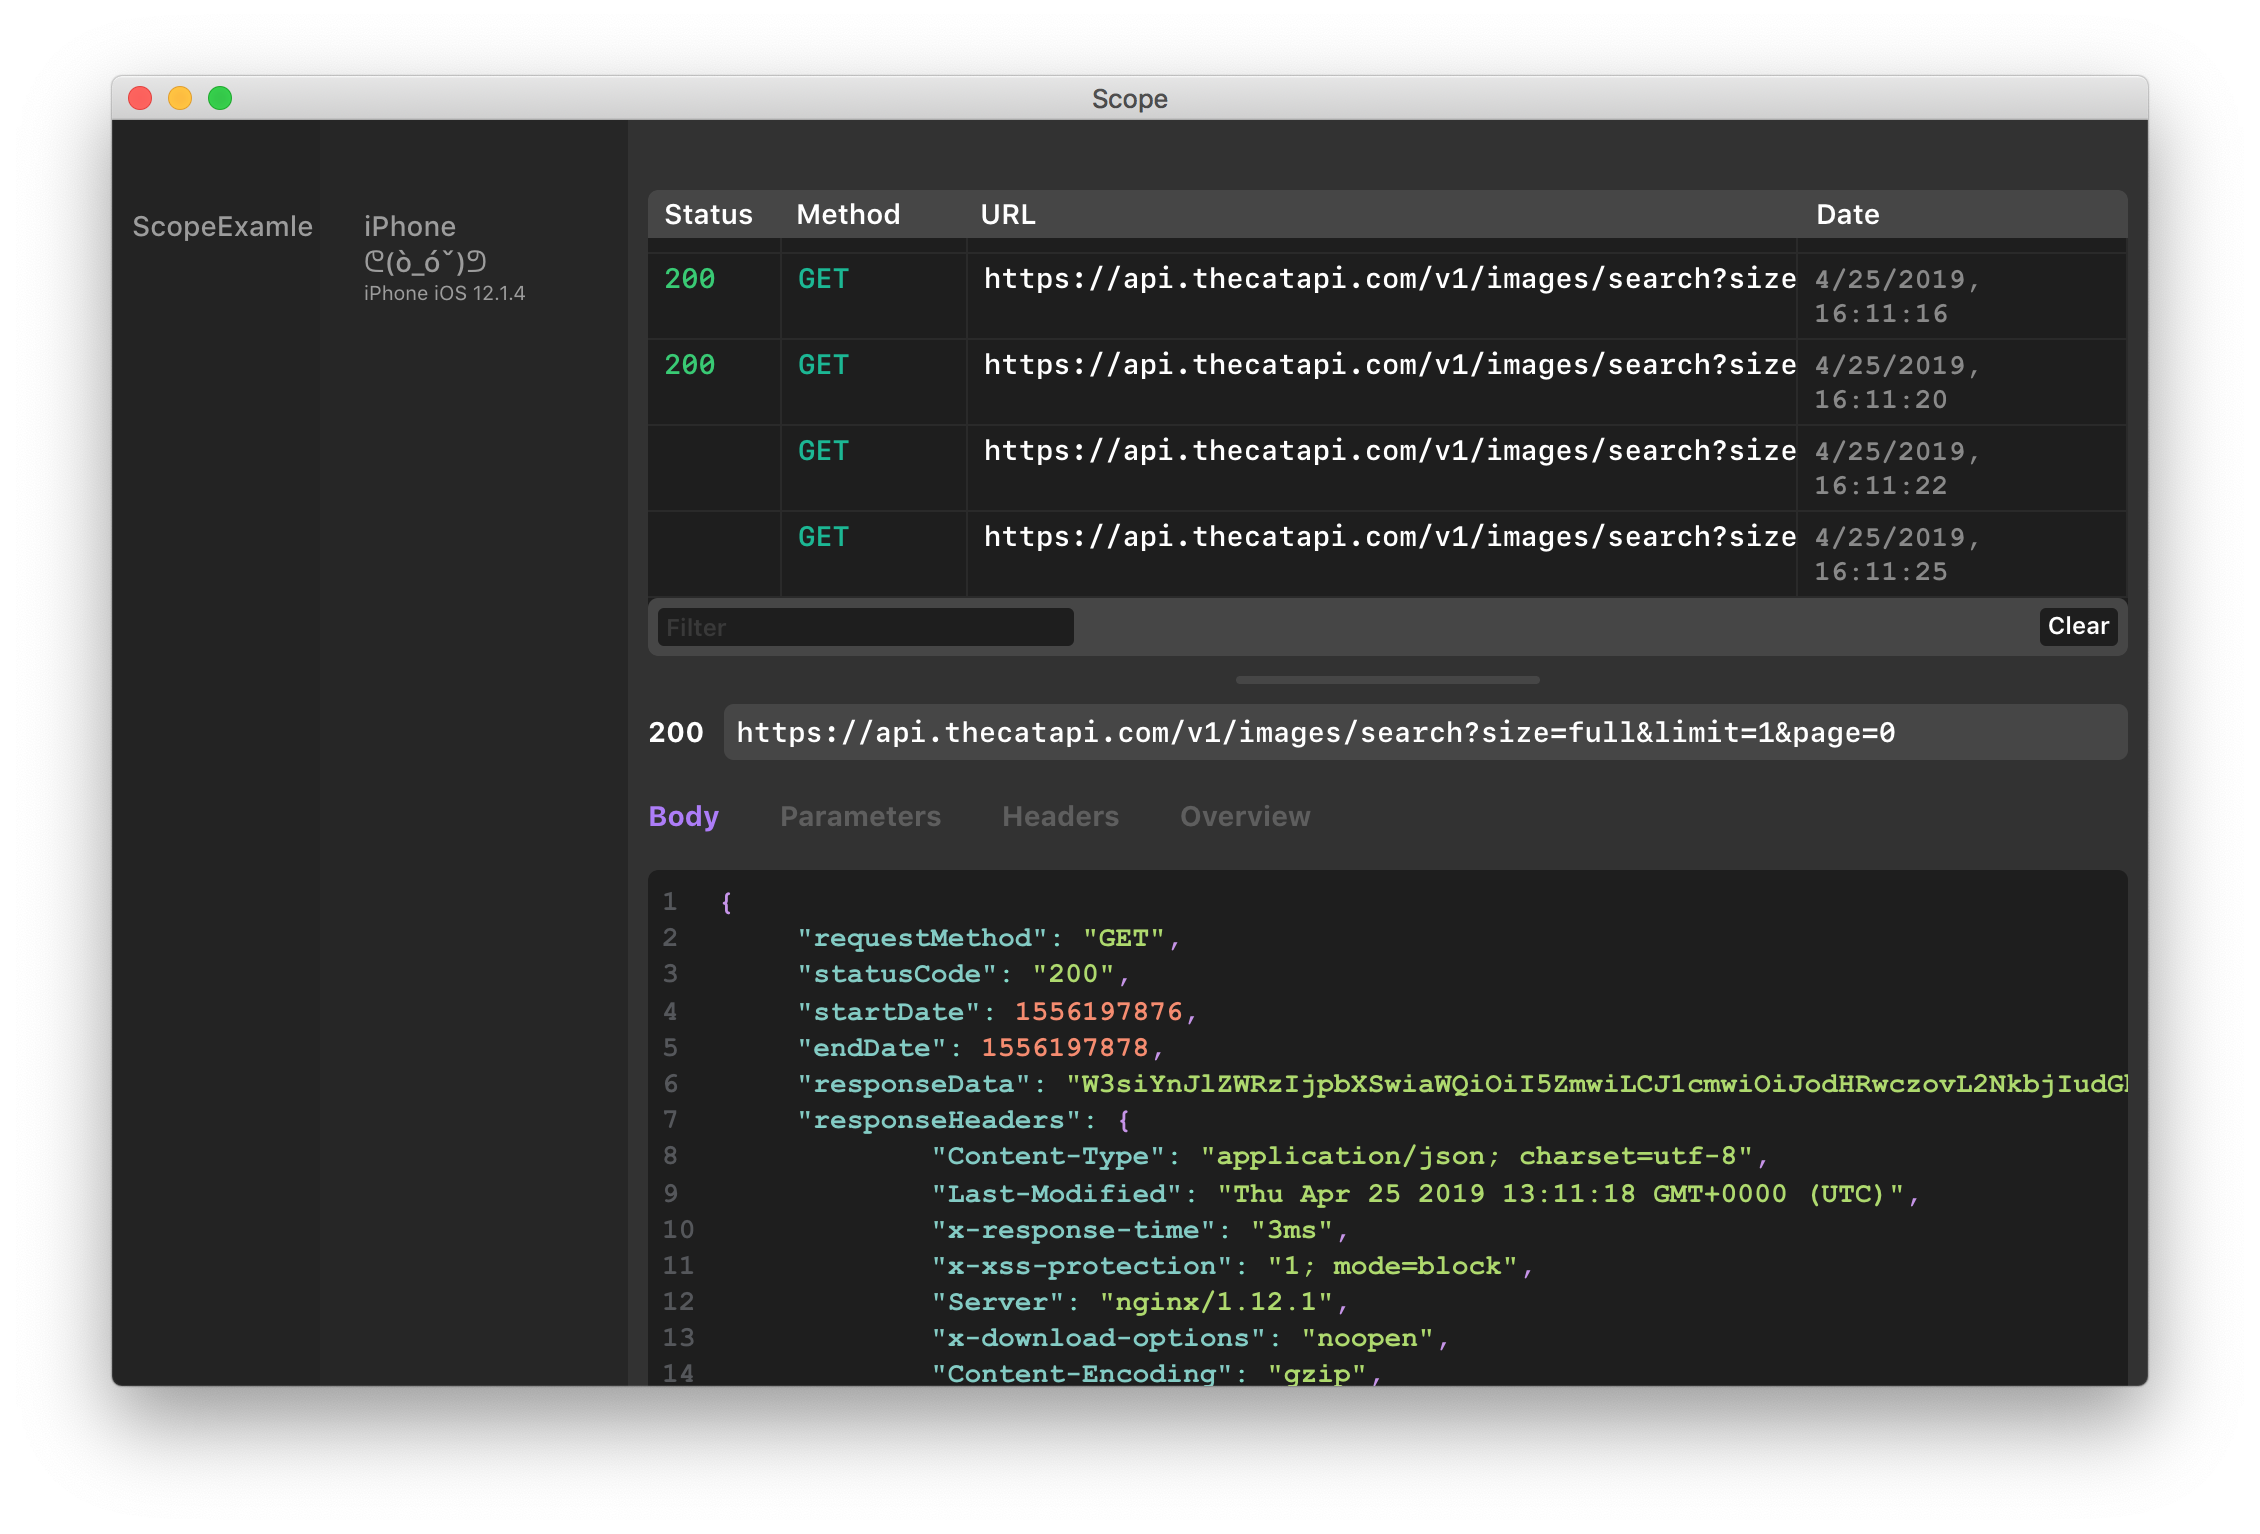 Scope
ScopeExamle
iPhone
ᕦ(ò_óˇ)ᕤ
iPhone iOS 12.1.4
Status Method URL Date
200 GET https://api.thecatapi.com/v1/images/search?size 4/25/2019,
16:11:16
200 GET https://api.thecatapi.com/v1/images/search?size 4/25/2019,
16:11:20
GET https://api.thecatapi.com/v1/images/search?size 4/25/2019,
16:11:22
GET https://api.thecatapi.com/v1/images/search?size 4/25/2019,
16:11:25
Filter Clear
200 https://api.thecatapi.com/v1/images/search?size=full&limit=1&page=0
Body Parameters Headers Overview
1 {
2 "requestMethod": "GET",
3 "statusCode": "200",
4 "startDate": 1556197876,
5 "endDate": 1556197878,
6 "responseData": "W3siYnJlZWRzIjpbXSwiaWQiOiI5ZmwiLCJ1cmwiOiJodHRwczovL2NkbjIudGh
7 "responseHeaders": {
8 "Content-Type": "application/json; charset=utf-8",
9 "Last-Modified": "Thu Apr 25 2019 13:11:18 GMT+0000 (UTC)",
10 "x-response-time": "3ms",
11 "x-xss-protection": "1; mode=block",
12 "Server": "nginx/1.12.1",
13 "x-download-options": "noopen",
14 "Content-Encoding": "gzip",